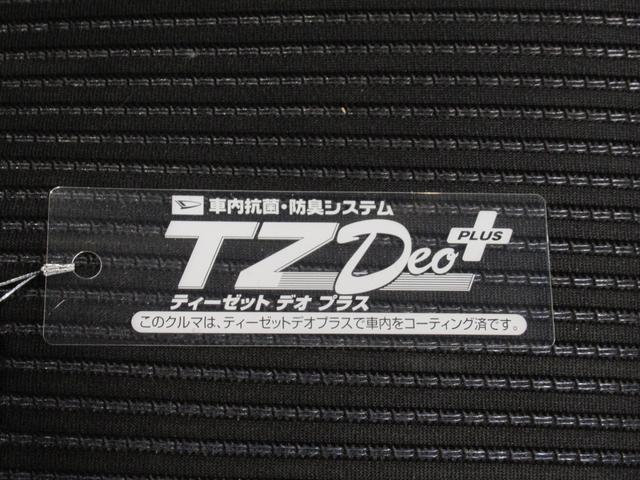 車内抗菌・防臭システム
TZ Deo PLUS
ティーゼット デオ プラス
このクルマは、ティーゼットデオプラスで車内をコーティング済です。